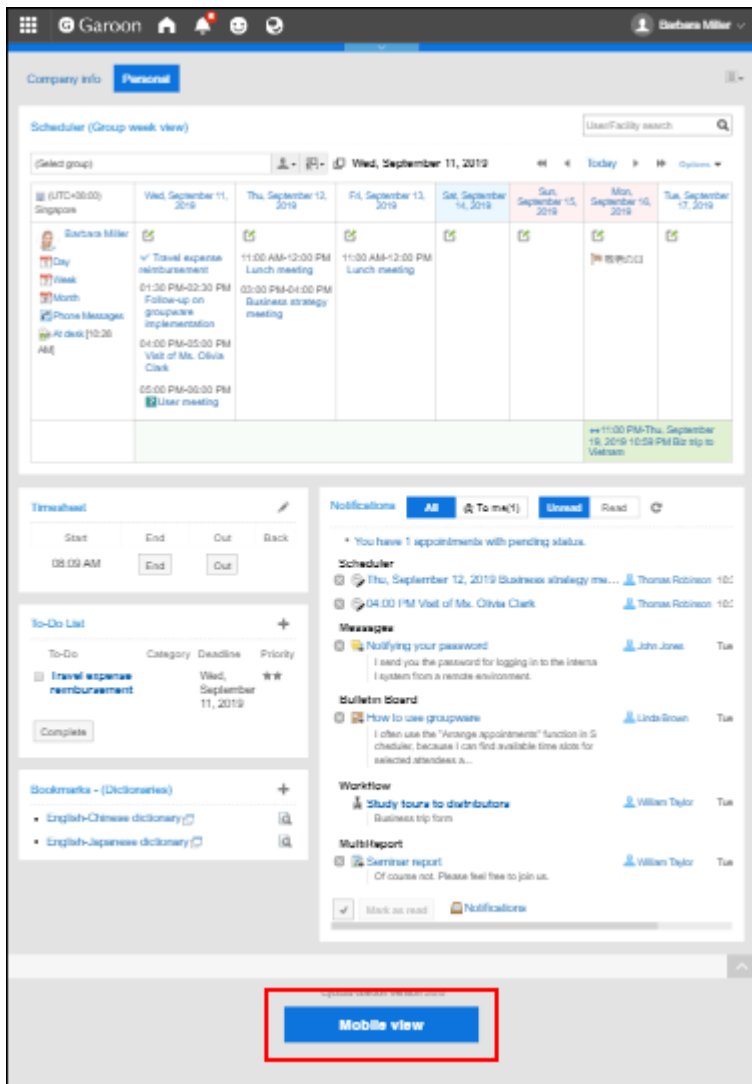 Garoon
Barbara Miller
Company info
Personal
Scheduler (Group week view)
User/Facility search
(Select group)
Wed, September 11, 2019
Today
Options
(UTC+08:00)
Singapore
Wed, September 11,
2019
Thu, September 12,
2019
Fri, September 13,
2019
Sat, September
14, 2019
Sun,
September 15,
2019
Mon,
September 16,
2019
Tue, September
17, 2019
Barbara Miller
Day
Week
Month
Phone Messages
At desk [10:28
AM]
Travel expense
reimbursement
01:30 PM-02:30 PM
Follow-up on
groupware
implementation
04:00 PM-05:00 PM
Visit of Ms. Olivia
Clark
05:00 PM-06:00 PM
User meeting
11:00 AM-12:00 PM
Lunch meeting
03:00 PM-04:00 PM
Business strategy
meeting
11:00 AM-12:00 PM
Lunch meeting
11:00 PM-Thu, September
19, 2019 10:59 PM Biz trip to
Vietnam
Timesheet
Start
End
Out
Back
08:09 AM
End
Out
To-Do List
To-Do
Category
Deadline
Priority
Travel expense
reimbursement
Wed,
September
11, 2019
★★
Complete
Bookmarks - (Dictionaries)
English-Chinese dictionary
English-Japanese dictionary
Notifications
All
To me(1)
Unread
Read
You have 1 appointments with pending status.
Scheduler
Thu, September 12, 2019 Business strategy me...
Thomas Robinson
04:00 PM Visit of Ms. Olivia Clark
Thomas Robinson
Messages
Notifying your password
John Jones
Tue
I send you the password for logging in to the interna
l system from a remote environment.
Bulletin Board
How to use groupware
Linda Brown
Tue
I often use the "Arrange appointments" function in S
cheduler, because I can find available time slots for
selected attendees a...
Workflow
Study tours to distributors
William Taylor
Tue
Business trip form
MultiReport
Seminar report
William Taylor
Tue
Of course not. Please feel free to join us.
Mark as read
Notifications
Mobile view